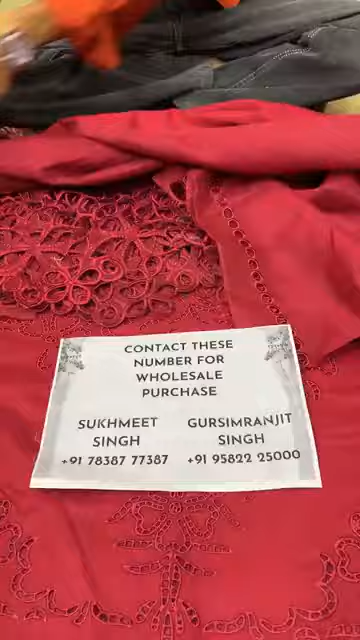 CONTACT THESE
NUMBER FOR
WHOLESALE
PURCHASE
SUKHMEET
SINGH
+91 78387 77387
GURSIMRANJIT
SINGH
+91 95822 25000